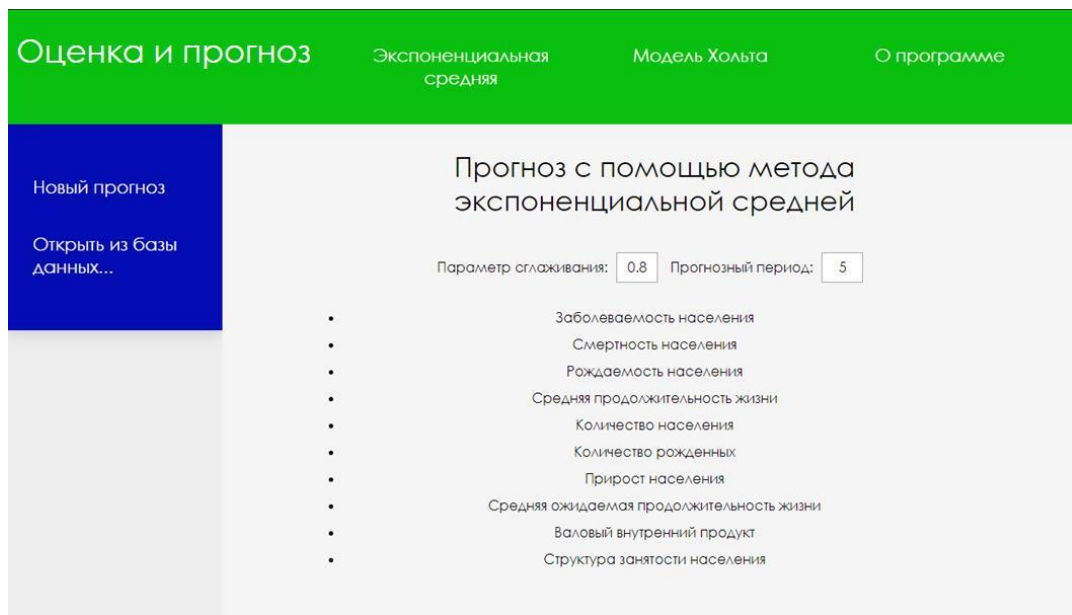 Оценка и прогноз
Экспоненциальная
средняя
Модель Хольта
О программе
Новый прогноз
Открыть из базы
данных...
Прогноз с помощью метода
экспоненциальной средней
Параметр сглаживания: 0.8 Прогнозный период: 5
Заболеваемость населения
Смертность населения
Рождаемость населения
Средняя продолжительность жизни
Количество населения
Количество рожденных
Прирост населения
Средняя ожидаемая продолжительность жизни
Валовый внутренний продукт
Структура занятости населения